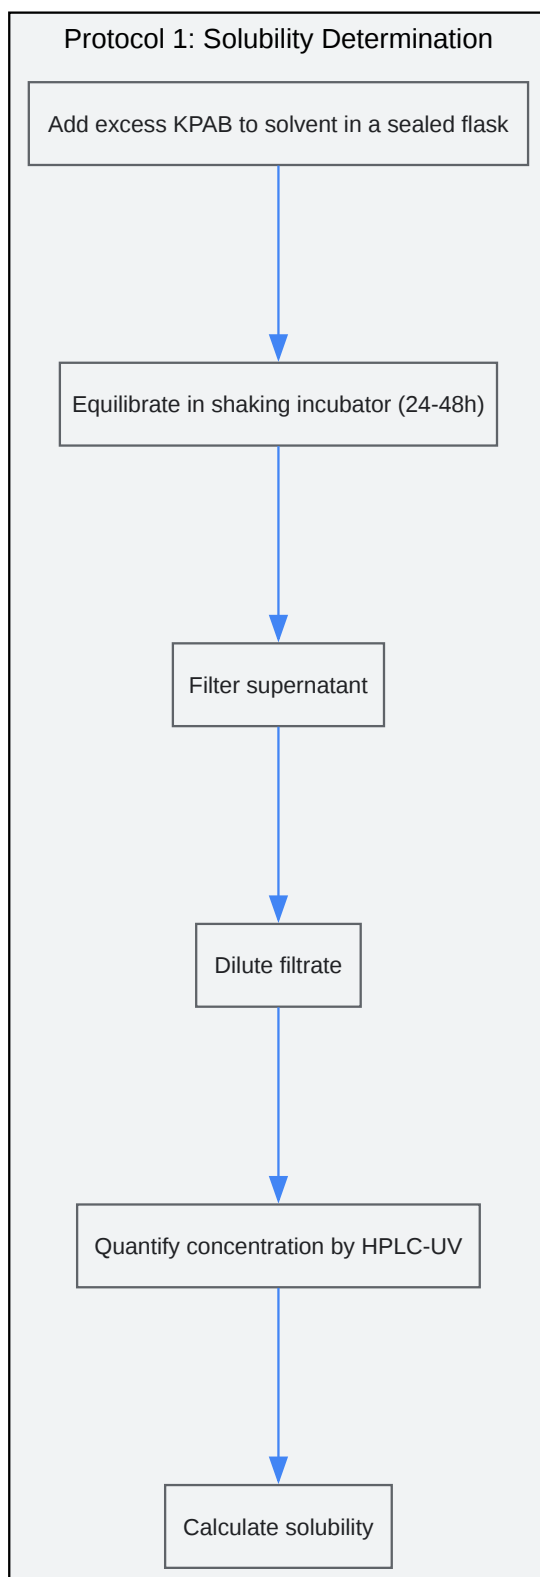 Protocol 1: Solubility Determination
Add excess KPAB to solvent in a sealed flask
Equilibrate in shaking incubator (24-48h)
Filter supernatant
Dilute filtrate
Quantify concentration by HPLC-UV
Calculate solubility